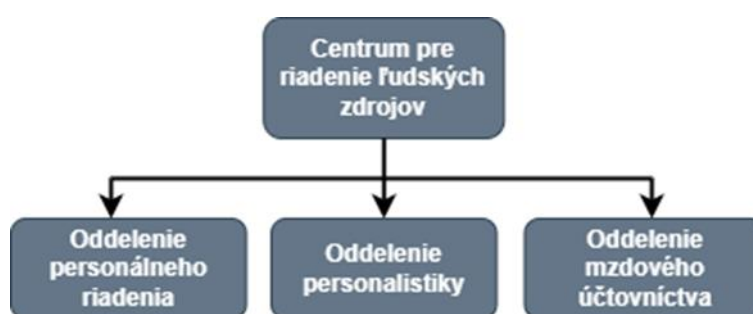 Centrum pre
riadenie ľudských
zdrojov
Oddelenie
personálneho
riadenia
Oddelenie
personalistiky
Oddelenie
mzdového
účtovníctva